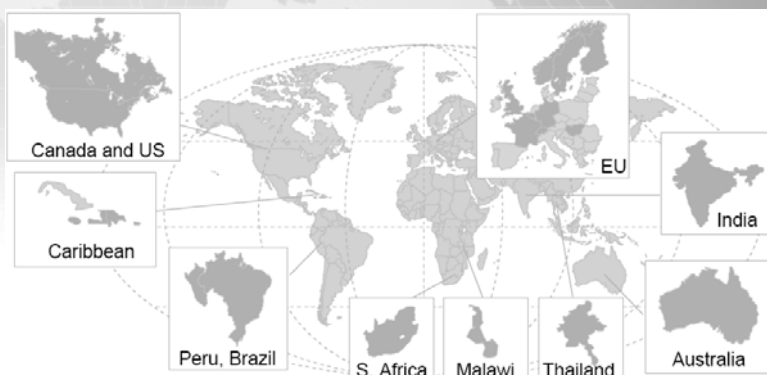 Canada and US
EU
Caribbean
India
Peru, Brazil
S. Africa
Malawi
Thailand
Australia